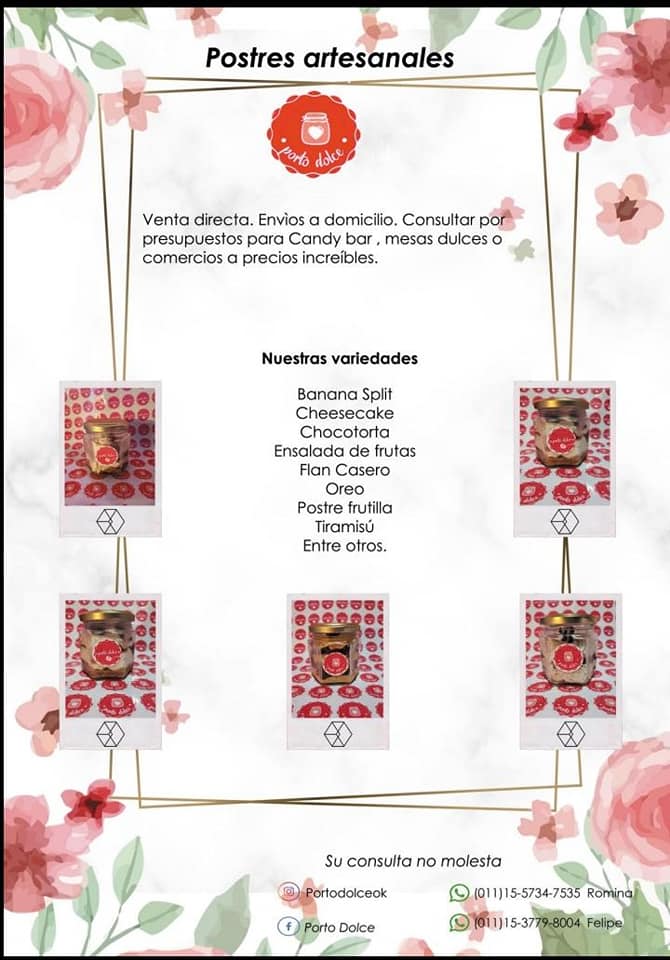 Postres artesanales
porto dolce
Venta directa. Envìos a domicilio. Consultar por
presupuestos para Candy bar , mesas dulces o
comercios a precios increíbles.
Nuestras variedades
Banana Split
Cheesecake
Chocotorta
Ensalada de frutas
Flan Casero
Oreo
Postre frutilla
Tiramisú
Entre otros.
Su consulta no molesta
Portodolceok
(011)15-5734-7535 Romina
Porto Dolce
(011)15-3779-8004 Felipe